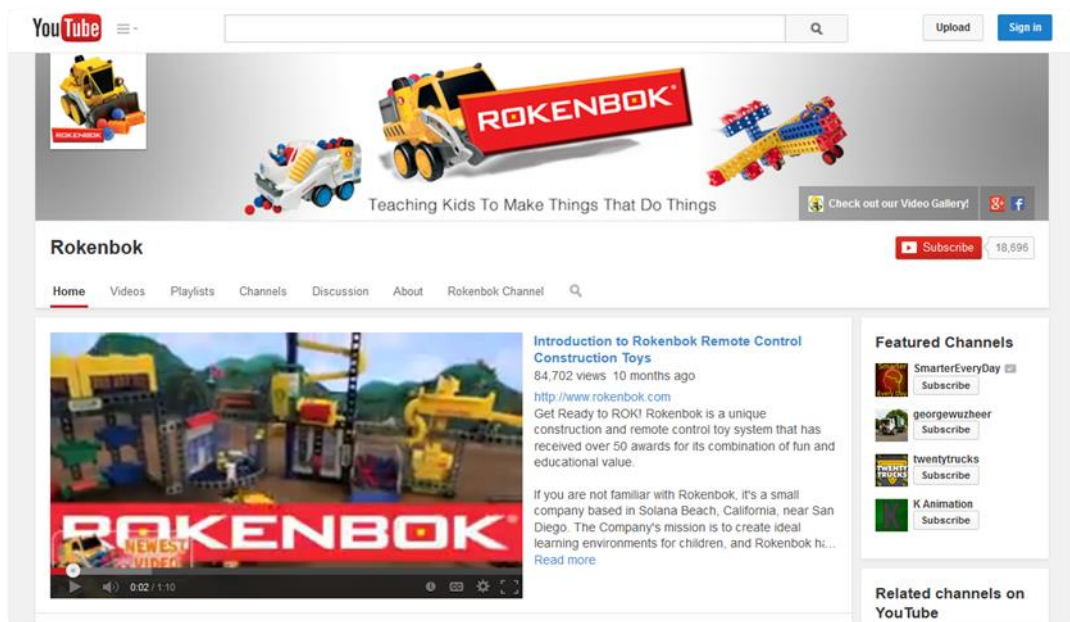 YouTube
Upload
Sign in
ROKENBOK
ROKENBOK
Teaching Kids To Make Things That Do Things
Check out our Video Gallery!
Rokenbok
Subscribe
18,696
Home
Videos
Playlists
Channels
Discussion
About
Rokenbok Channel
Introduction to Rokenbok Remote Control
Construction Toys
84,702 views 10 months ago
http://www.rokenbok.com
Get Ready to ROK! Rokenbok is a unique
construction and remote control toy system that has
received over 50 awards for its combination of fun and
educational value.
If you are not familiar with Rokenbok, it's a small
company based in Solana Beach, California, near San
Diego. The Company's mission is to create ideal
learning environments for children, and Rokenbok ha...
Read more
ROKENBOK
NEWEST
VIDEO
0:02 / 1:10
CC
Featured Channels
Smarter
Every Day
SmarterEveryDay
Subscribe
georgewuzheer
Subscribe
TWENTY
TRUCKS
twentytrucks
Subscribe
K
K Animation
Subscribe
Related channels on
YouTube